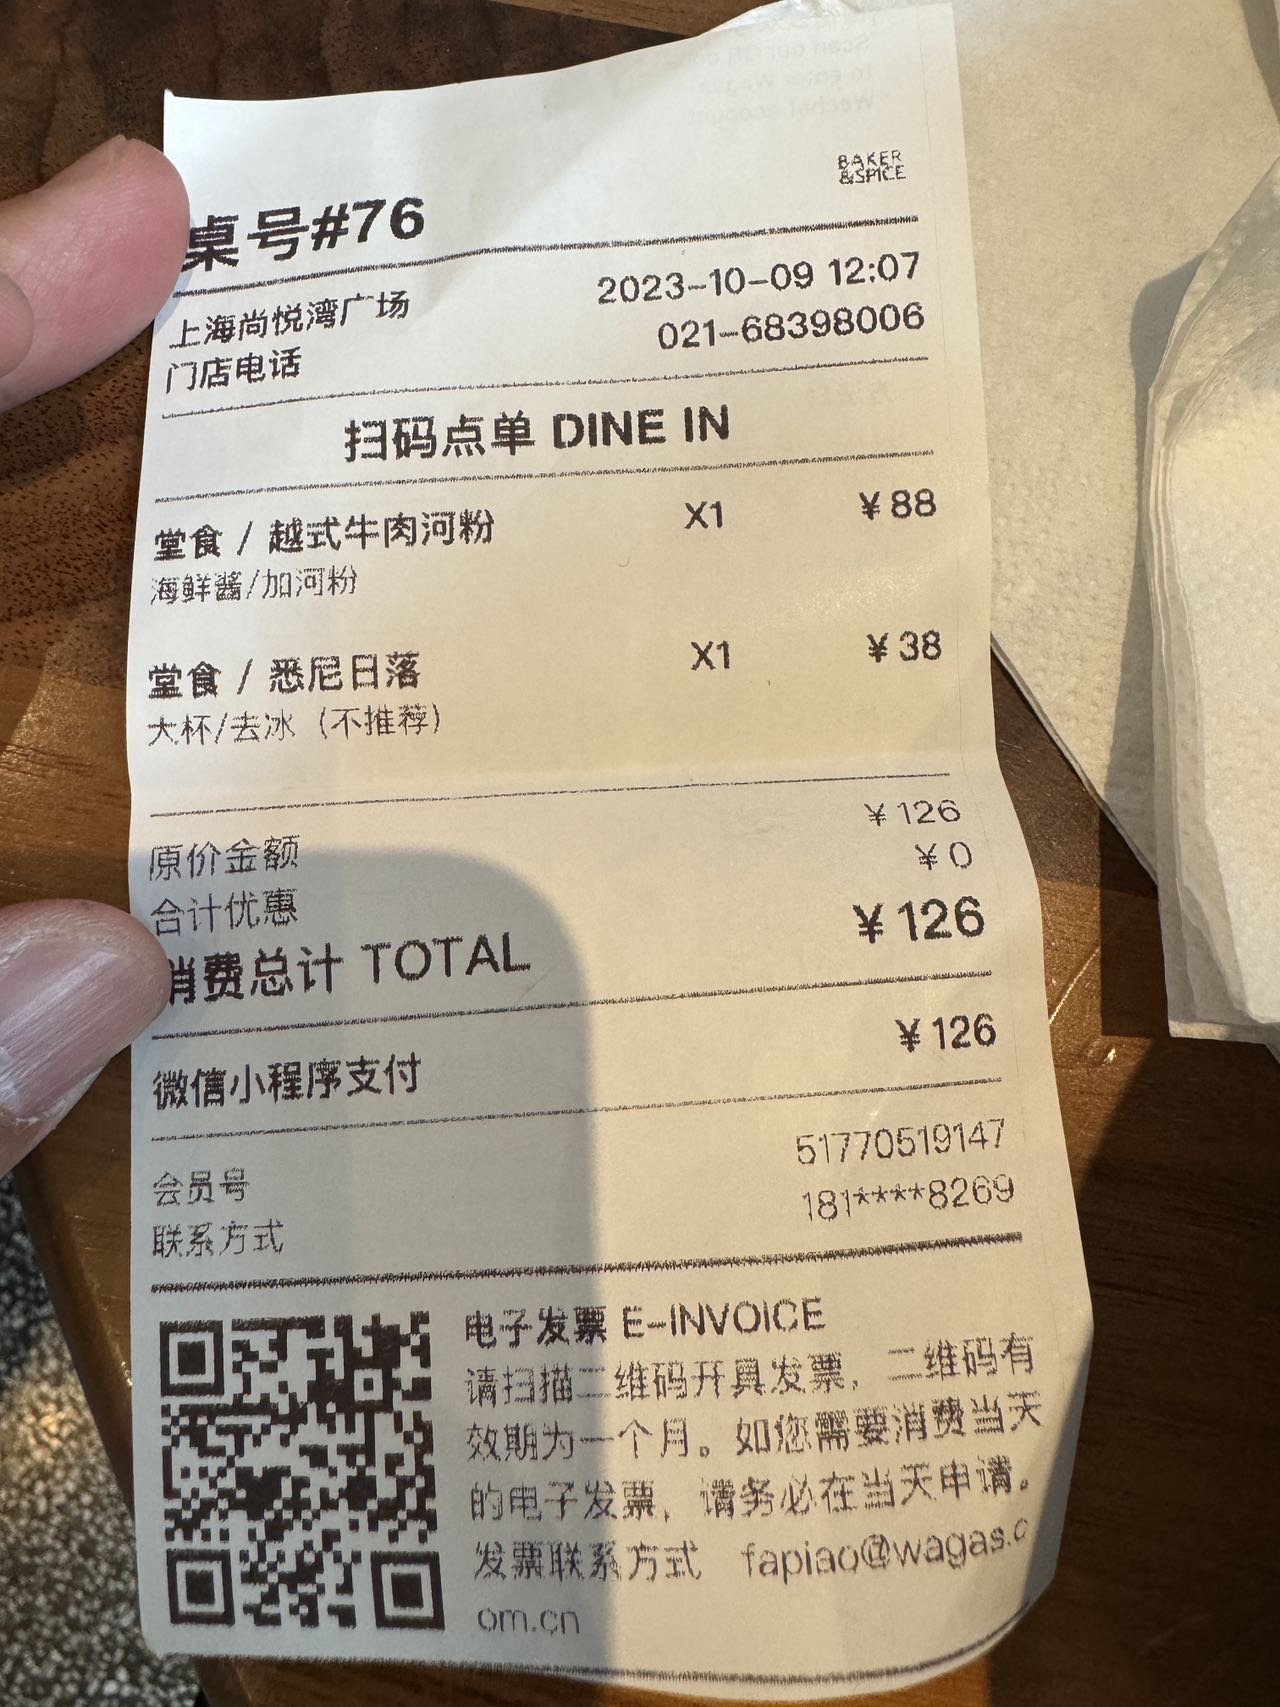 BAKER
&SPICE
桌号#76
上海尚悦湾广场 2023-10-09 12:07
门店电话 021-68398006
扫码点单 DINE IN
堂食 / 越式牛肉河粉 X1 ¥88
海鲜酱/加河粉
堂食 / 悉尼日落 X1 ¥38
大杯/去冰（不推荐）
原价金额 ¥126
合计优惠 ¥0
消费总计 TOTAL ¥126
微信小程序支付 ¥126
会员号 51770519147
联系方式 181****8269
电子发票 E-INVOICE
请扫描二维码开具发票，二维码有
效期为一个月。如您需要消费当天
的电子发票，请务必在当天申请。
发票联系方式 fapiao@wagas.c
om.cn